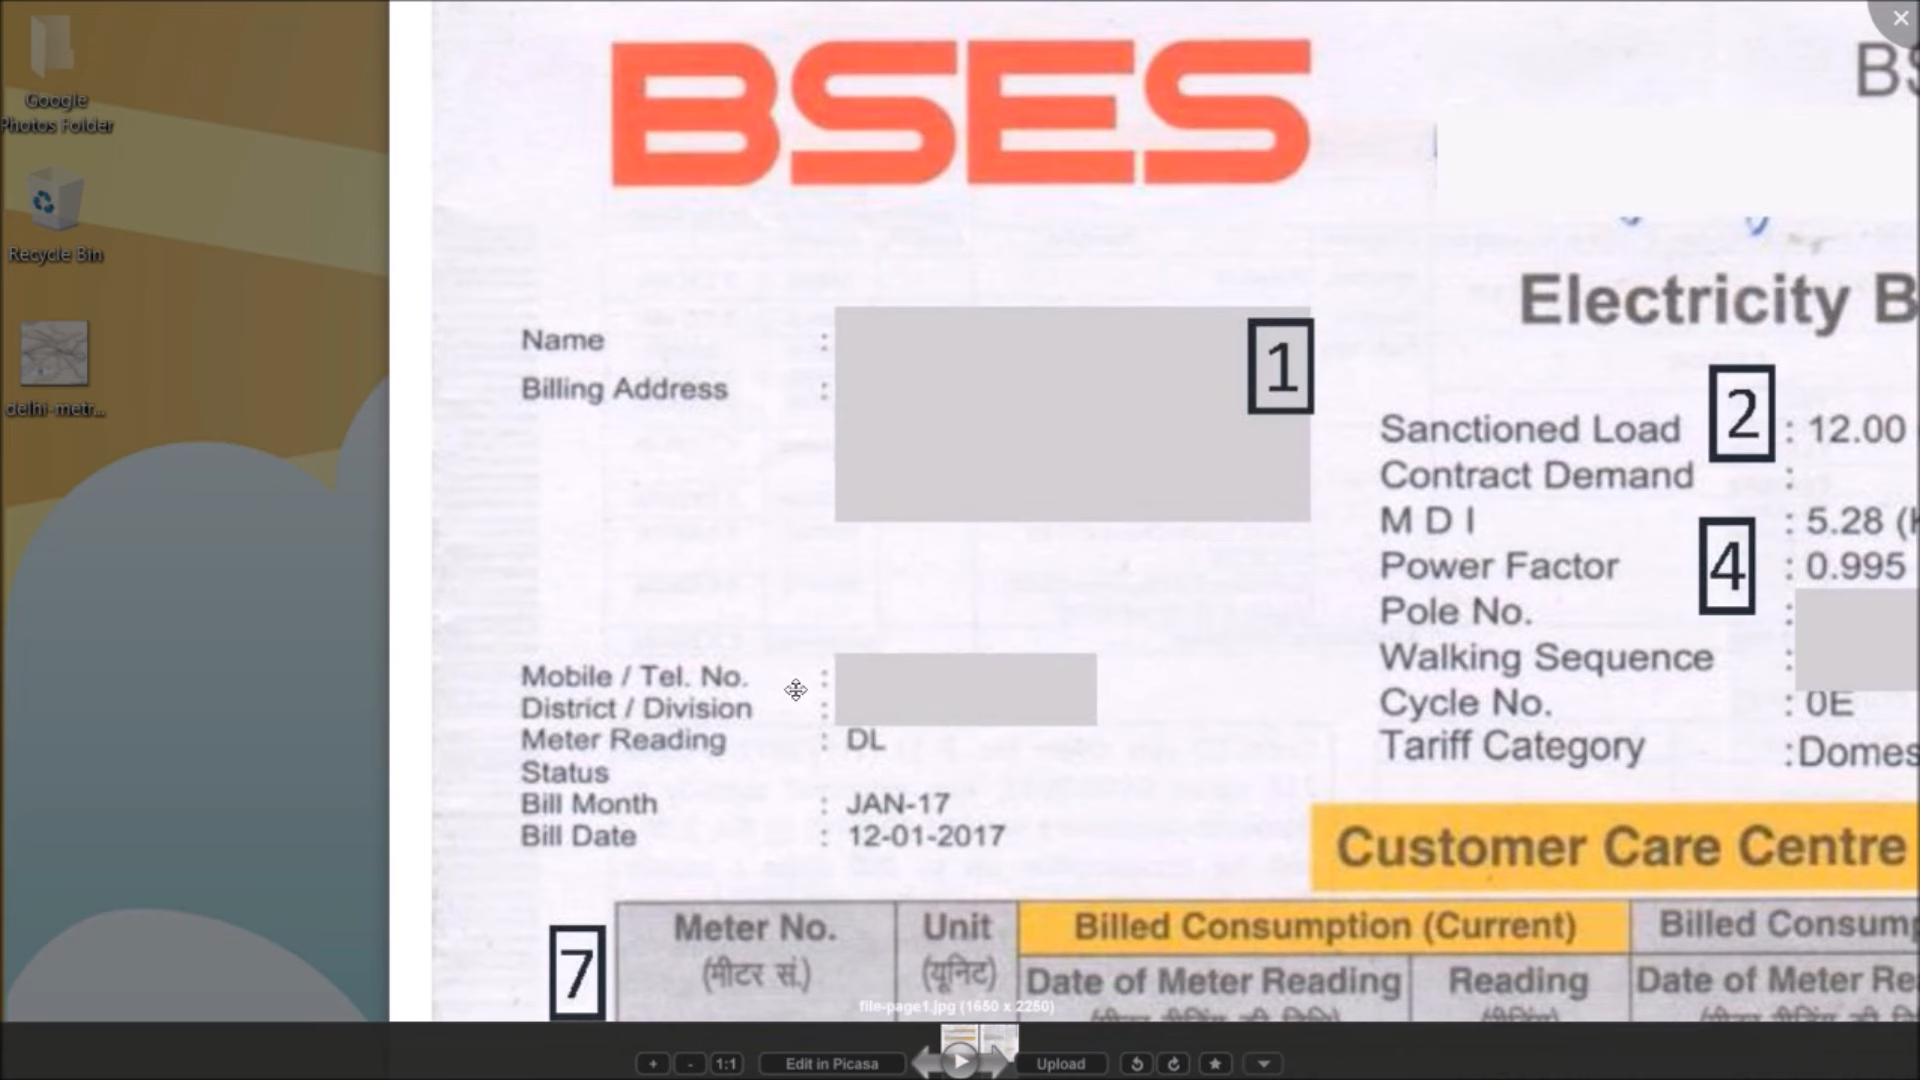 Google
Photos Folder
Recycle Bin
delhi-metr...
BSES
BS
Electricity B
Name :
Billing Address :
1
2
Sanctioned Load : 12.00
Contract Demand :
M D I : 5.28 (
4
Power Factor : 0.995
Pole No. :
Walking Sequence :
Cycle No. : 0E
Tariff Category :Domes
Mobile / Tel. No. :
District / Division :
Meter Reading : DL
Status
Bill Month : JAN-17
Bill Date : 12-01-2017
Customer Care Centre
7
Meter No. Unit Billed Consumption (Current) Billed Consump
(मीटर सं.) (यूनिट) Date of Meter Reading Reading Date of Meter Re
file-page1.jpg (1650 x 2250)
+ - 1:1 Edit in Picasa Upload